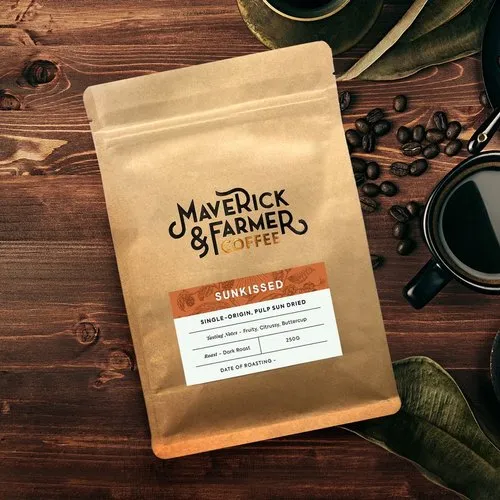 MAVERICK
& FARMER
COFFEE
SUNKISSED
SINGLE-ORIGIN, PULP SUN DRIED
Tasting Notes - Fruity, Citrussy, Buttercup
Roast - Dark Roast
250G
DATE OF ROASTING -